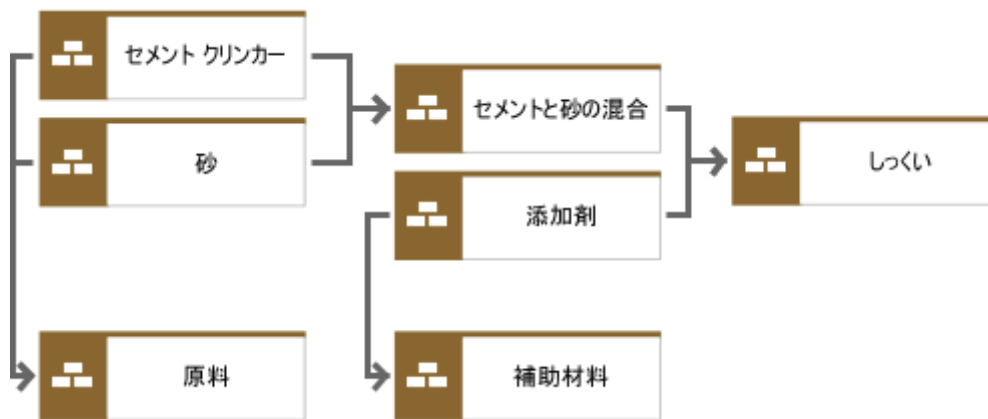 セメント クリンカー
砂
セメントと砂の混合
添加剤
しっくい
原料
補助材料